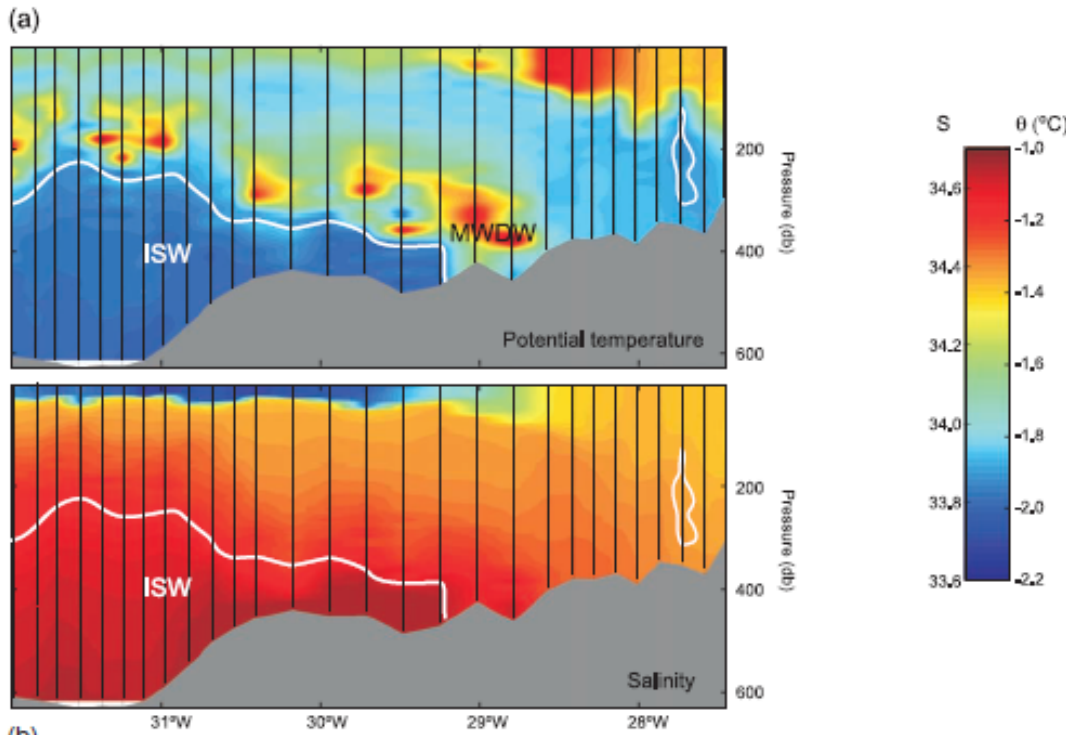 (a)
ISW
MWDW
Potential temperature
200
400
600
Pressure (db)
ISW
Salinity
200
400
600
Pressure (db)
31°W
30°W
29°W
28°W
S
θ (°C)
34.6
34.4
34.2
34.0
33.8
33.6
-1.0
-1.2
-1.4
-1.6
-1.8
-2.0
-2.2
(b)